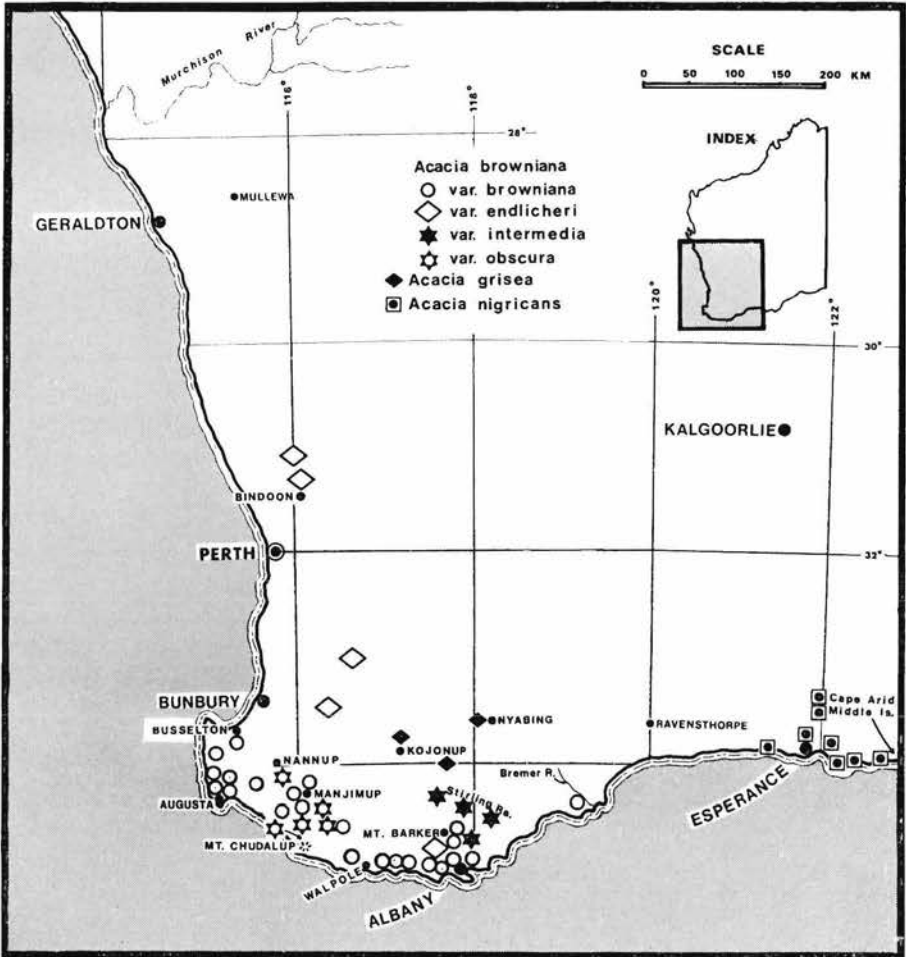 Murchison River
SCALE
0 50 100 150 200 KM
116°
118°
28°
INDEX
MULLEWA
GERALDTON
Acacia browniana
var. browniana
var. endlicheri
var. intermedia
var. obscura
Acacia grisea
Acacia nigricans
120°
122°
30°
KALGOORLIE
BINDOON
PERTH
32°
BUNBURY
BUSSELTON
NYABING
RAVENSTHORPE
Cape Arid
Middle Is.
KOJONUP
NANNUP
Bremer R.
ESPERANCE
AUGUSTA
MANJIMUP
Stirling Ra.
MT. BARKER
MT. CHUDALUP
WALPOLE
ALBANY